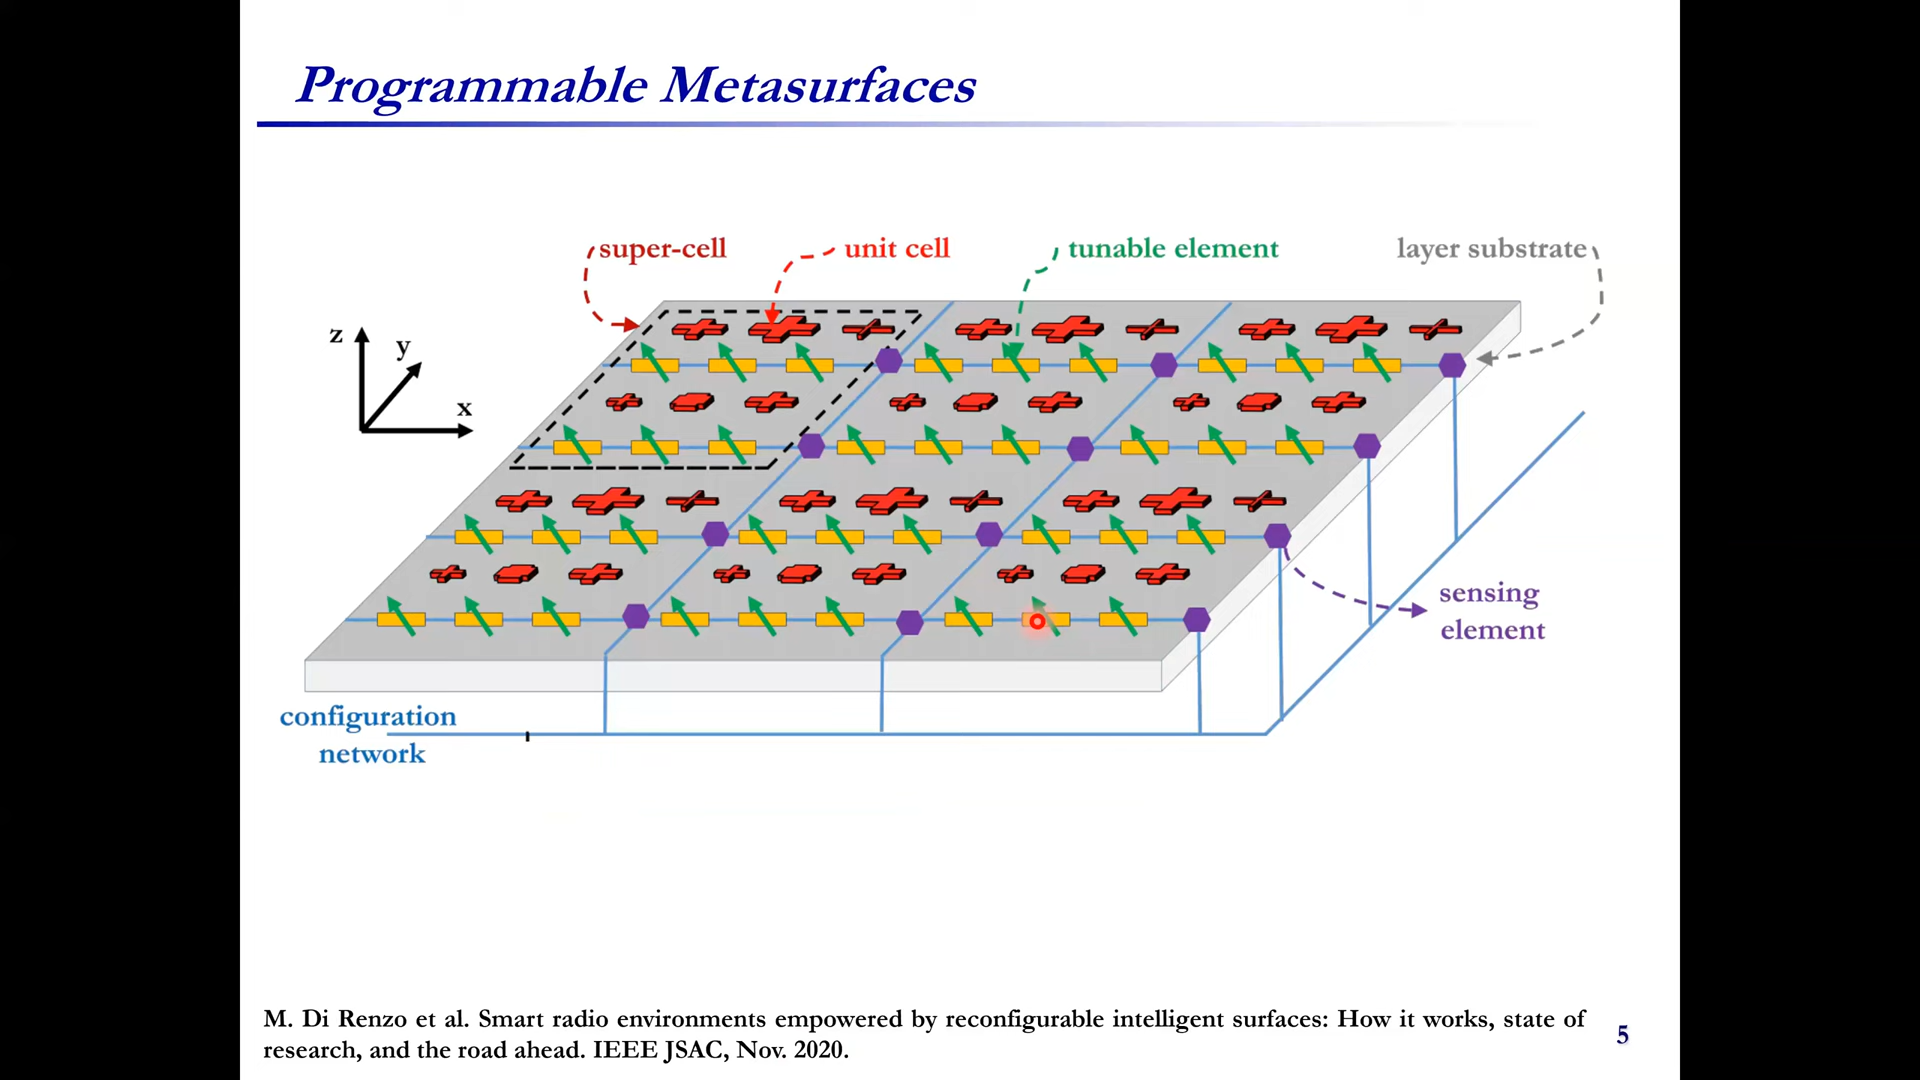 Programmable Metasurfaces
super-cell
unit cell
tunable element
layer substrate
z
y
x
sensing
element
configuration
network
M. Di Renzo et al. Smart radio environments empowered by reconfigurable intelligent surfaces: How it works, state of
research, and the road ahead. IEEE JSAC, Nov. 2020.
5